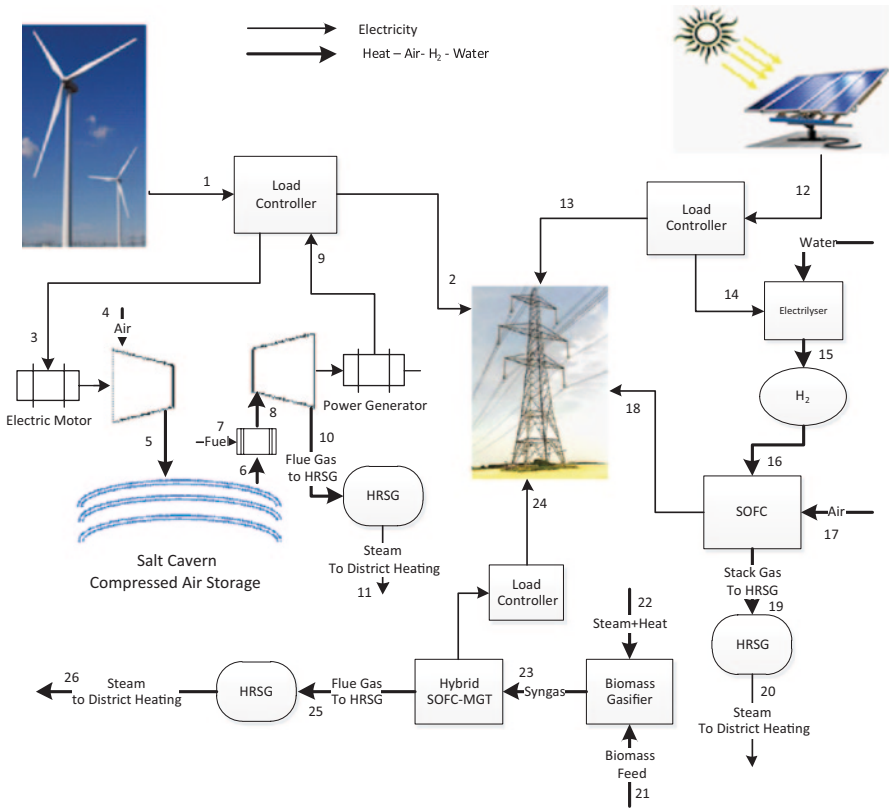 Electricity
Heat – Air- H₂ - Water
1
Load
Controller
12
13
Load
Controller
Water
9
2
14
Electrilyser
3
4
Air
15
H₂
Electric Motor
Power Generator
18
5
7
Fuel
8
6
10
Flue Gas
to HRSG
16
HRSG
24
SOFC
Air
17
Salt Cavern
Compressed Air Storage
Steam
To District Heating
11
Load
Controller
Stack Gas
To HRSG
19
22
Steam+Heat
HRSG
26
Steam
to District Heating
HRSG
Flue Gas
To HRSG
25
Hybrid
SOFC-MGT
23
Syngas
Biomass
Gasifier
20
Steam
To District Heating
Biomass
Feed
21